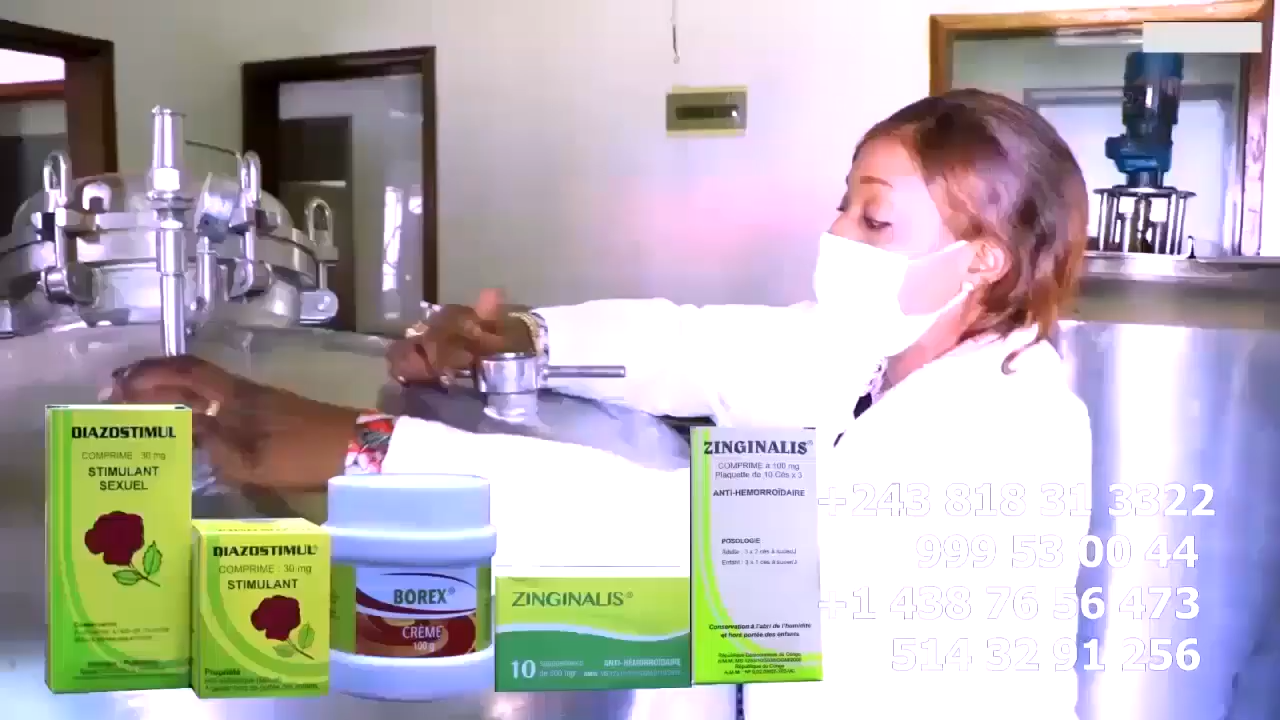 DIAZOSTIMUL
COMPRIME : 30 mg
STIMULANT
SEXUEL
DIAZOSTIMUL
COMPRIME : 30 mg
STIMULANT
BOREX®
CRÈME
100 g
ZINGINALIS®
10
ANTI-HEMORROÏDAIRE
ZINGINALIS®
COMPRIME à 100 mg
Plaquette de 10 Cés x 3
ANTI-HEMORROÏDAIRE
POSOLOGIE
Conservation à l'abri de l'humidité
et hors portée des enfants
+243 818 31 3322
999 53 00 44
+1 438 76 56 473
514 32 91 256